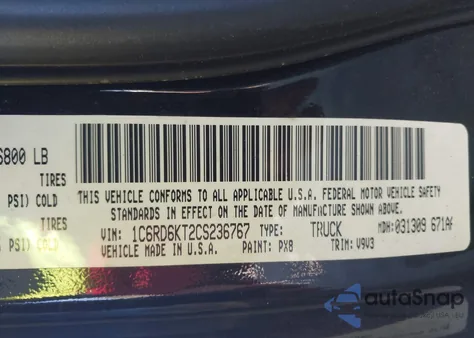 6800 LB
TIRES
PSI) COLD
TIRES
PSI) COLD
THIS VEHICLE CONFORMS TO ALL APPLICABLE U.S.A. FEDERAL MOTOR VEHICLE SAFETY
STANDARDS IN EFFECT ON THE DATE OF MANUFACTURE SHOWN ABOVE.
VIN: 1C6RD6KT2CS236767 TYPE: TRUCK MDH: 031309 671AK
VEHICLE MADE IN U.S.A. PAINT: PX8 TRIM: V9V3
autoSnap